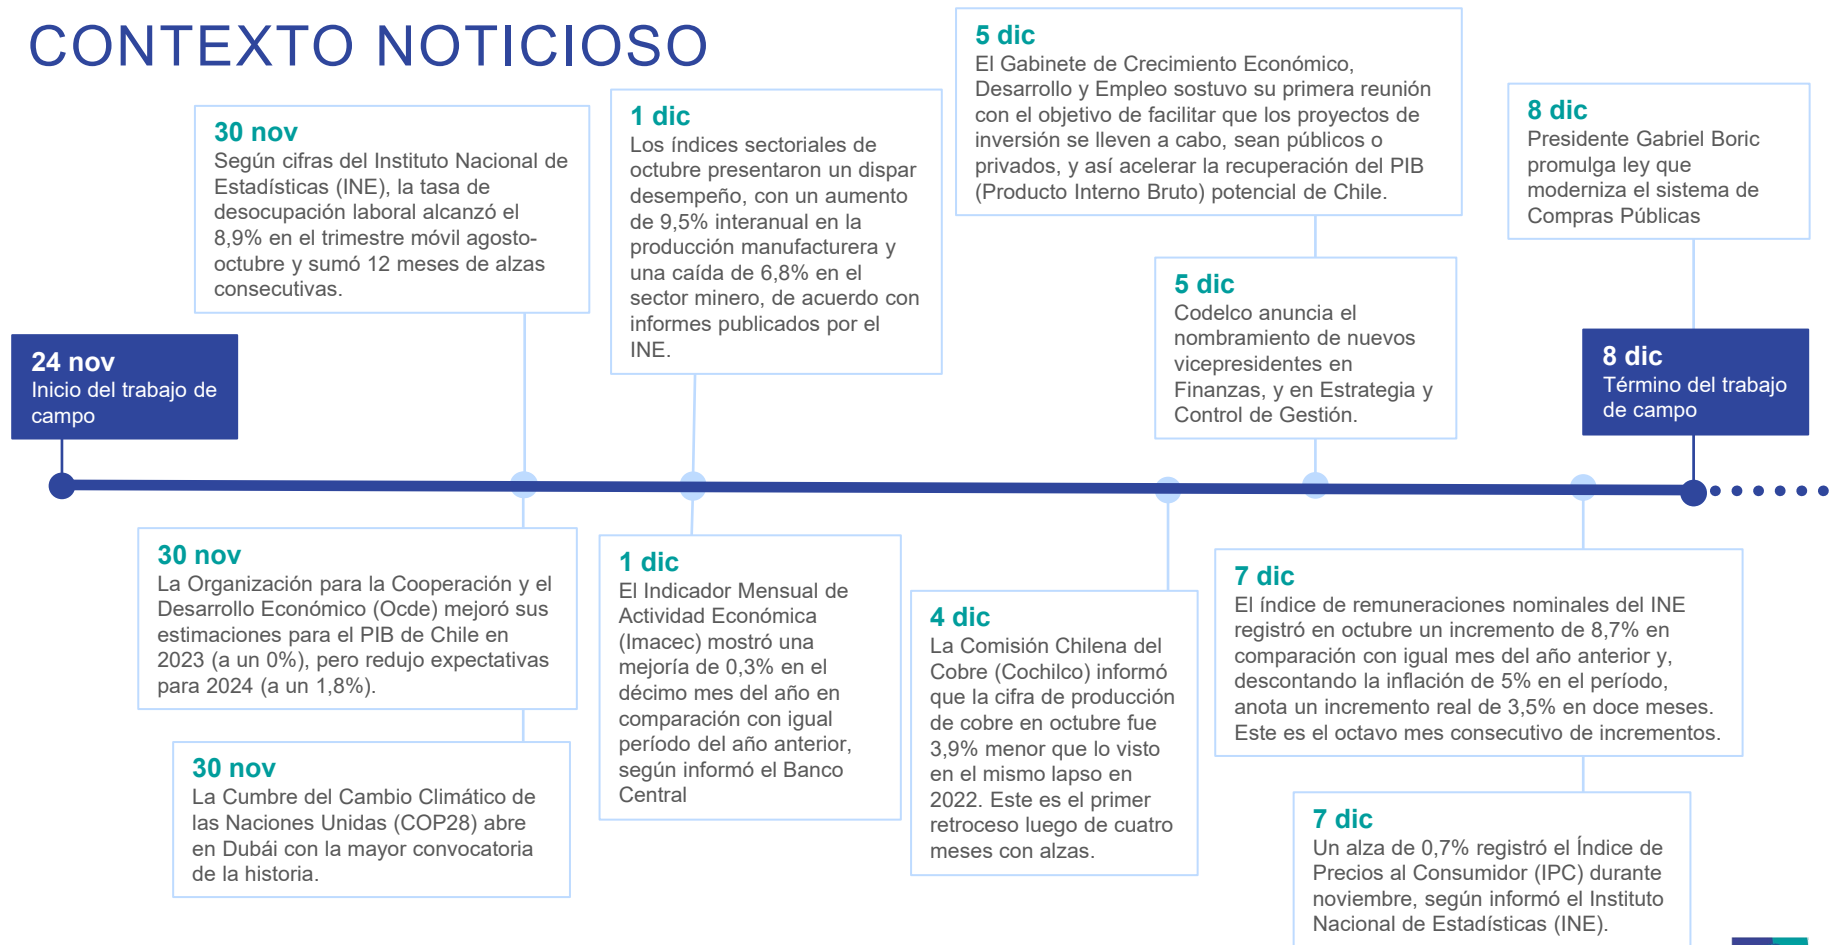 CONTEXTO NOTICIOSO
24 nov
Inicio del trabajo de
campo
30 nov
Según cifras del Instituto Nacional de
Estadísticas (INE), la tasa de
desocupación laboral alcanzó el
8,9% en el trimestre móvil agosto-
octubre y sumó 12 meses de alzas
consecutivas.
1 dic
Los índices sectoriales de
octubre presentaron un dispar
desempeño, con un aumento
de 9,5% interanual en la
producción manufacturera y
una caída de 6,8% en el
sector minero, de acuerdo con
informes publicados por el
INE.
5 dic
El Gabinete de Crecimiento Económico,
Desarrollo y Empleo sostuvo su primera reunión
con el objetivo de facilitar que los proyectos de
inversión se lleven a cabo, sean públicos o
privados, y así acelerar la recuperación del PIB
(Producto Interno Bruto) potencial de Chile.
5 dic
Codelco anuncia el
nombramiento de nuevos
vicepresidentes en
Finanzas, y en Estrategia y
Control de Gestión.
8 dic
Presidente Gabriel Boric
promulga ley que
moderniza el sistema de
Compras Públicas
8 dic
Término del trabajo
de campo
30 nov
La Organización para la Cooperación y el
Desarrollo Económico (Ocde) mejoró sus
estimaciones para el PIB de Chile en
2023 (a un 0%), pero redujo expectativas
para 2024 (a un 1,8%).
30 nov
La Cumbre del Cambio Climático de
las Naciones Unidas (COP28) abre
en Dubái con la mayor convocatoria
de la historia.
1 dic
El Indicador Mensual de
Actividad Económica
(Imacec) mostró una
mejoría de 0,3% en el
décimo mes del año en
comparación con igual
período del año anterior,
según informó el Banco
Central
4 dic
La Comisión Chilena del
Cobre (Cochilco) informó
que la cifra de producción
de cobre en octubre fue
3,9% menor que lo visto
en el mismo lapso en
2022. Este es el primer
retroceso luego de cuatro
meses con alzas.
7 dic
El índice de remuneraciones nominales del INE
registró en octubre un incremento de 8,7% en
comparación con igual mes del año anterior y,
descontando la inflación de 5% en el período,
anota un incremento real de 3,5% en doce meses.
Este es el octavo mes consecutivo de incrementos.
7 dic
Un alza de 0,7% registró el Índice de
Precios al Consumidor (IPC) durante
noviembre, según informó el Instituto
Nacional de Estadísticas (INE).